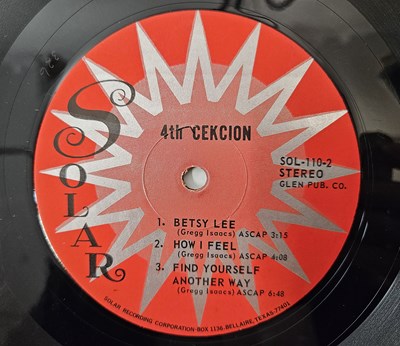 SOLAR
4th CEKCION
SOL-110-2
STEREO
GLEN PUB. CO.
1. BETSY LEE
(Gregg Isaacs) ASCAP 3:15
2. HOW I FEEL
(Gregg Isaacs) ASCAP 4:08
3. FIND YOURSELF
ANOTHER WAY
(Gregg Isaacs) ASCAP 6:48
SOLAR RECORDING CORPORATION-BOX 1136, BELLAIRE, TEXAS-77401